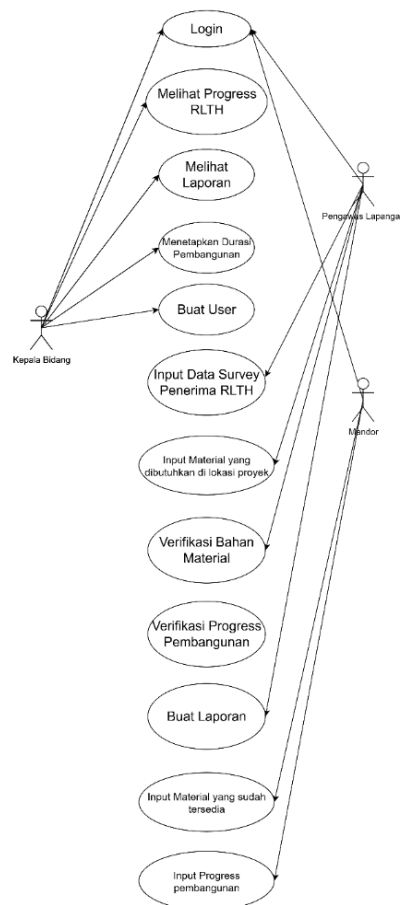 Login
Melihat Progress
RLTH
Melihat
Laporan
Pengawas Lapanga
Menetapkan Durasi
Pembangunan
Buat User
Kepala Bidang
Input Data Survey
Penerima RLTH
Mandor
Input Material yang
dibutuhkan di lokasi proyek
Verifikasi Bahan
Material
Verifikasi Progress
Pembangunan
Buat Laporan
Input Material yang sudah
tersedia
Input Progress
pembangunan